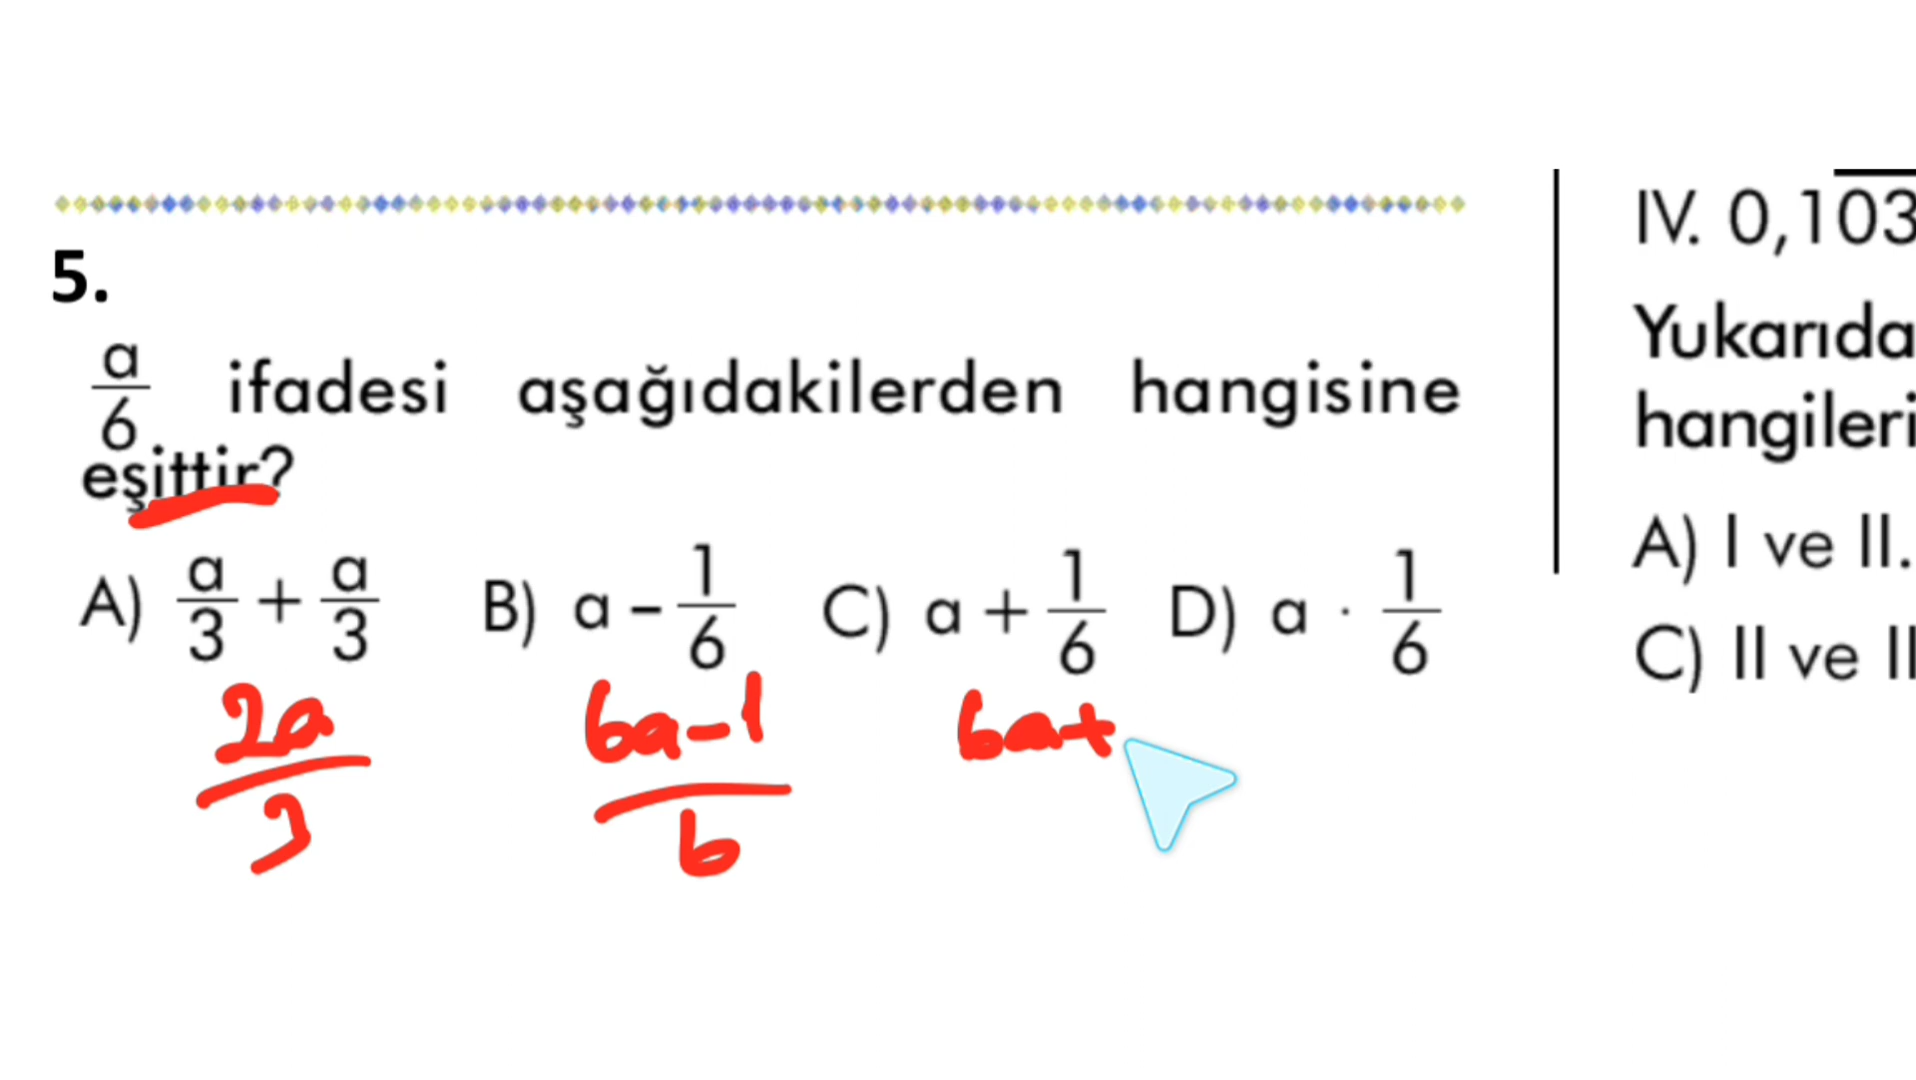 5.
a/6 ifadesi aşağıdakilerden hangisine
eşittir?
A) a/3 + a/3 B) a - 1/6 C) a + 1/6 D) a · 1/6
2a/3 6a-1/6 6a+
IV. 0,103
Yukarıda
hangileri
A) I ve II.
C) II ve II